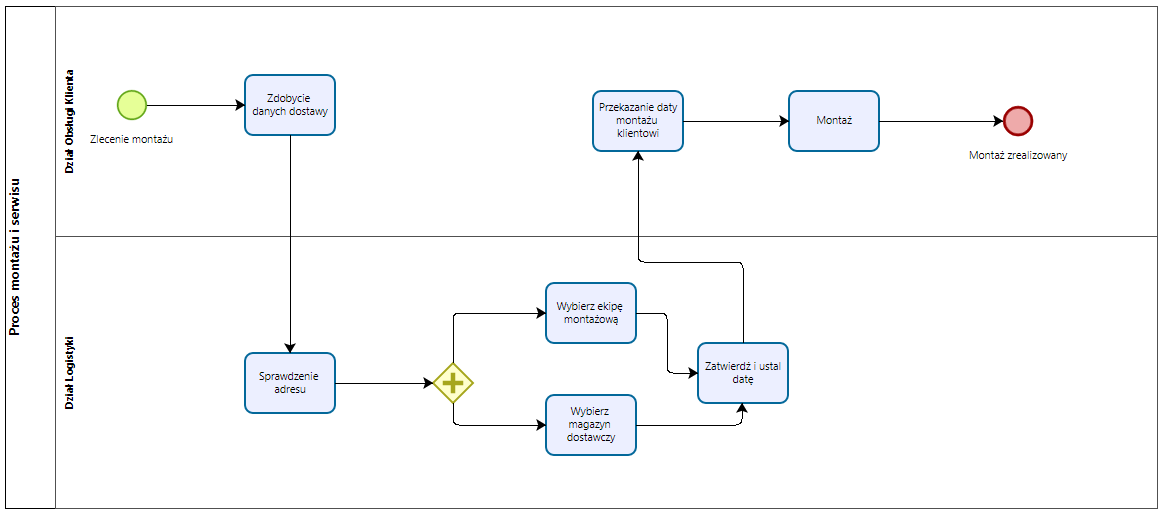 Proces montażu i serwisu
Dział Obsługi Klienta
Zlecenie montażu
Zdobycie
danych dostawy
Przekazanie daty
montażu
klientowi
Montaż
Montaż zrealizowany
Dział Logistyki
Sprawdzenie
adresu
Wybierz ekipę
montażową
Wybierz
magazyn
dostawczy
Zatwierdź i ustal
datę